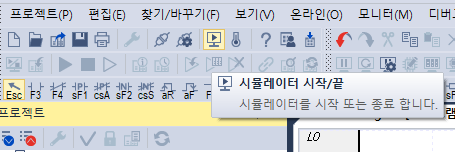 프로젝트(P) 편집(E) 찾기/바꾸기(F) 보기(V) 온라인(O) 모니터(M) 디버
Esc F3 F4 sF1 csA sF2 csS aR aF
시뮬레이터 시작/끝
시뮬레이터를 시작 또는 종료 합니다.
프로젝트
L0